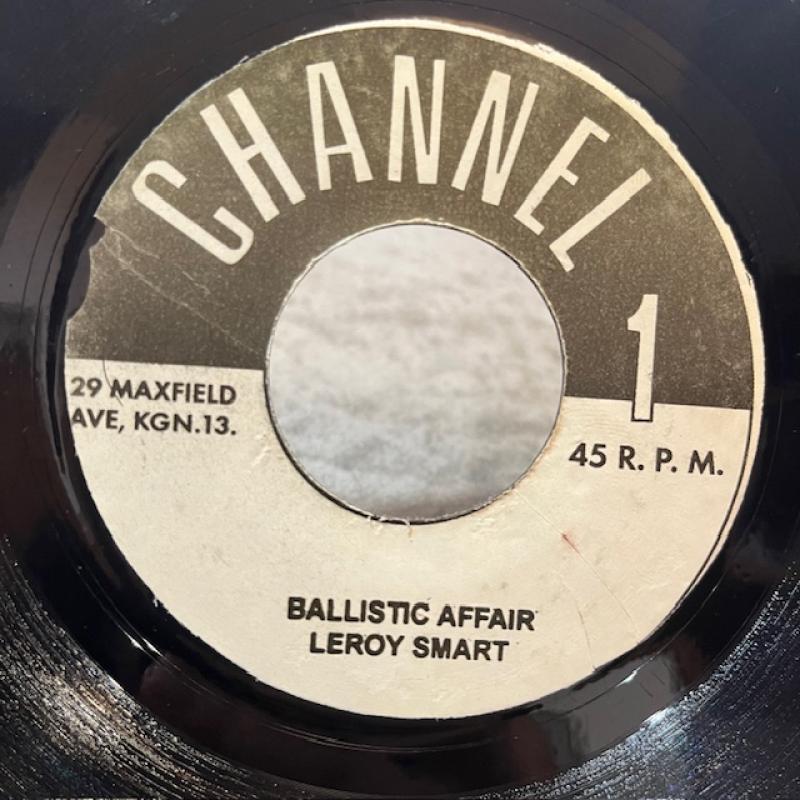 CHANNEL 1
29 MAXFIELD
AVE, KGN.13.
45 R. P. M.
BALLISTIC AFFAIR
LEROY SMART